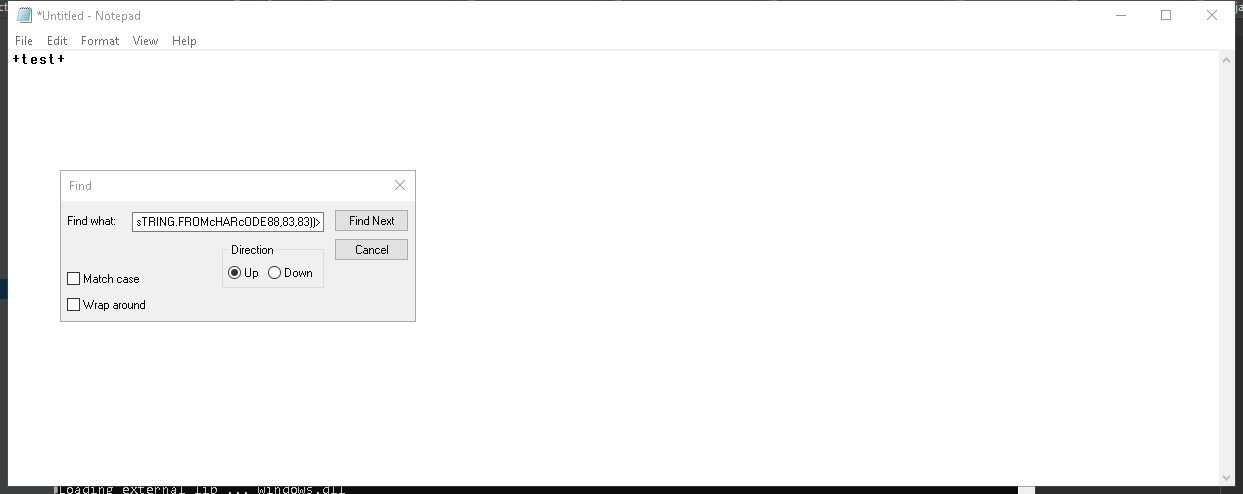 *Untitled - Notepad
File Edit Format View Help
+test+
Find
Find what: sTRING.FROMcHARcODE88,83,83))> Find Next
Direction Cancel
Up Down
Match case
Wrap around
Loading external lib ... windows.dll